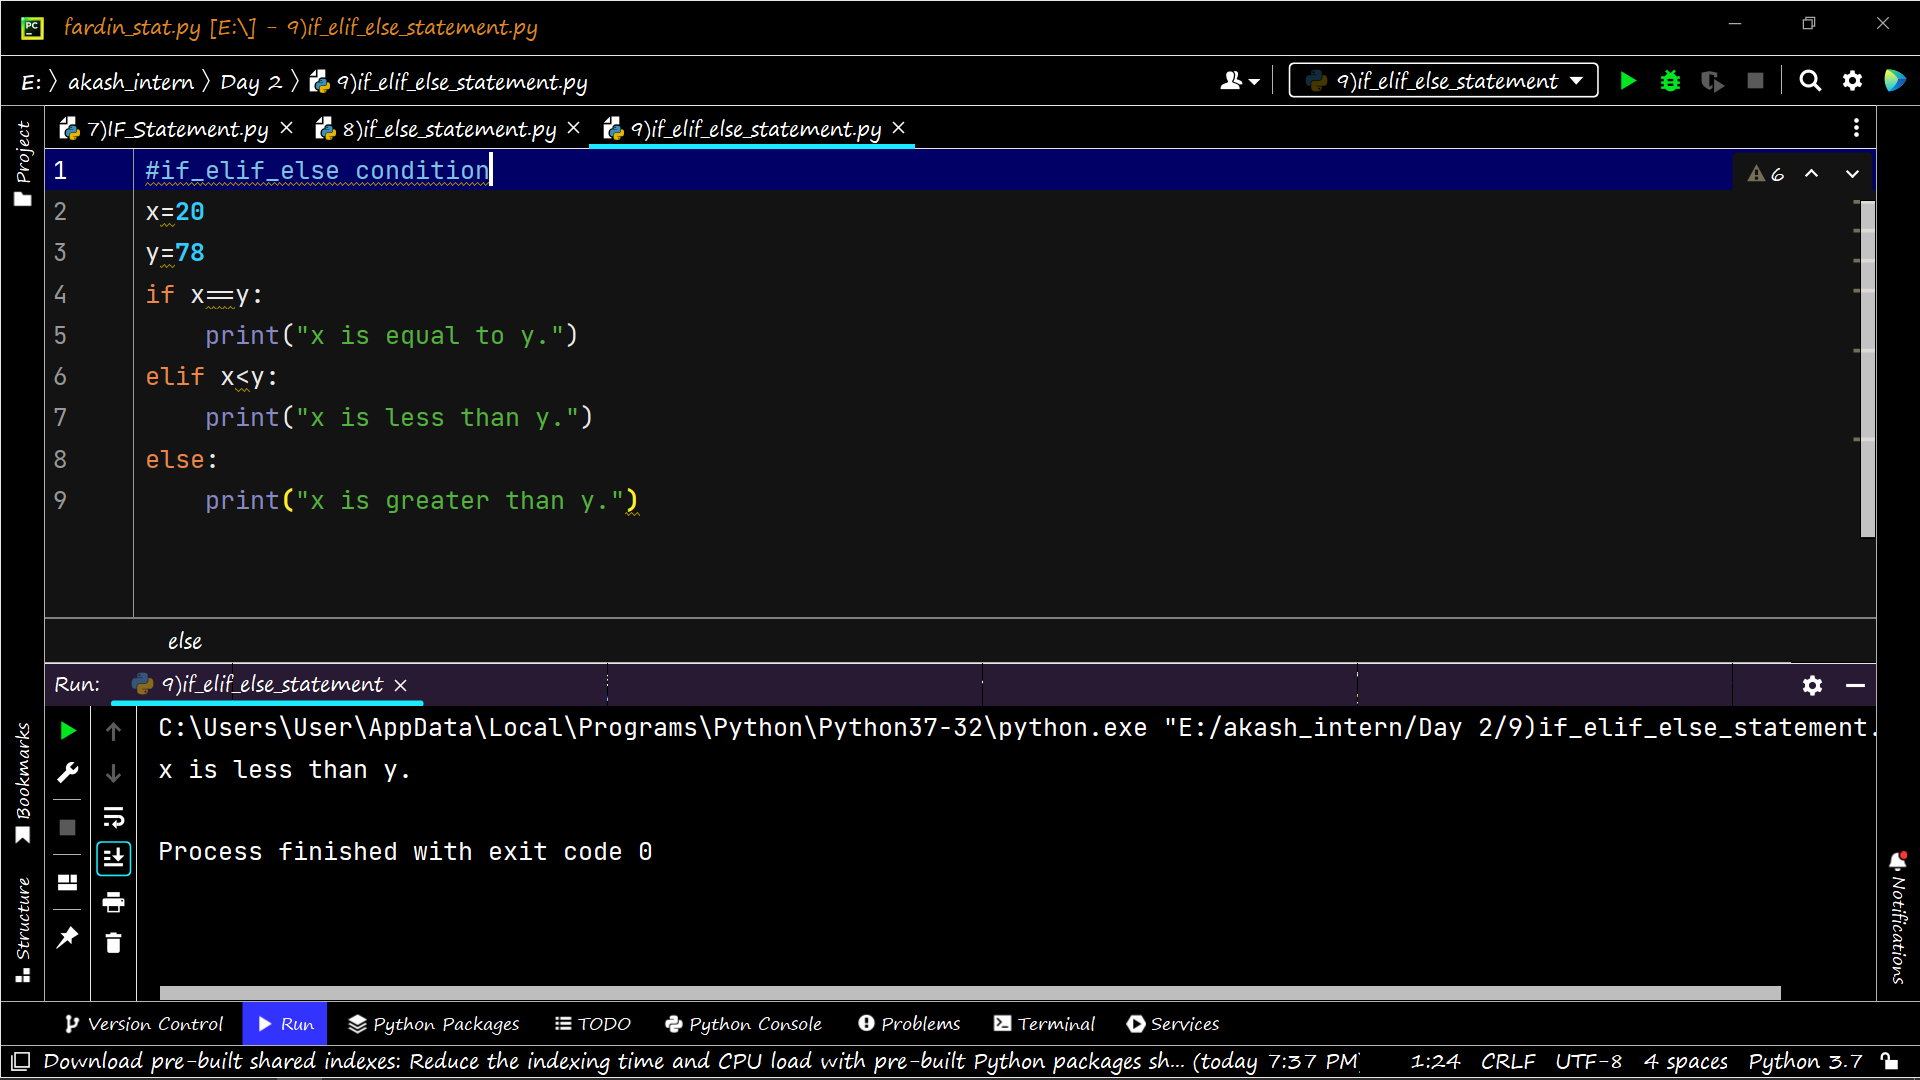 fardin_stat.py [E:\] - 9)if_elif_else_statement.py
E: 〉 akash_intern 〉 Day 2 〉 9)if_elif_else_statement.py
9)if_elif_else_statement
Project
7)IF_Statement.py
8)if_else_statement.py
9)if_elif_else_statement.py
6
1 #if_elif_else condition
2 x=20
3 y=78
4 if x==y:
5     print("x is equal to y.")
6 elif x<y:
7     print("x is less than y.")
8 else:
9     print("x is greater than y.")
else
Run: 9)if_elif_else_statement
C:\Users\User\AppData\Local\Programs\Python\Python37-32\python.exe "E:/akash_intern/Day 2/9)if_elif_else_statement.
x is less than y.
Process finished with exit code 0
Bookmarks
Structure
Notifications
Version Control Run Python Packages TODO Python Console Problems Terminal Services
Download pre-built shared indexes: Reduce the indexing time and CPU load with pre-built Python packages sh... (today 7:37 PM) 1:24 CRLF UTF-8 4 spaces Python 3.7